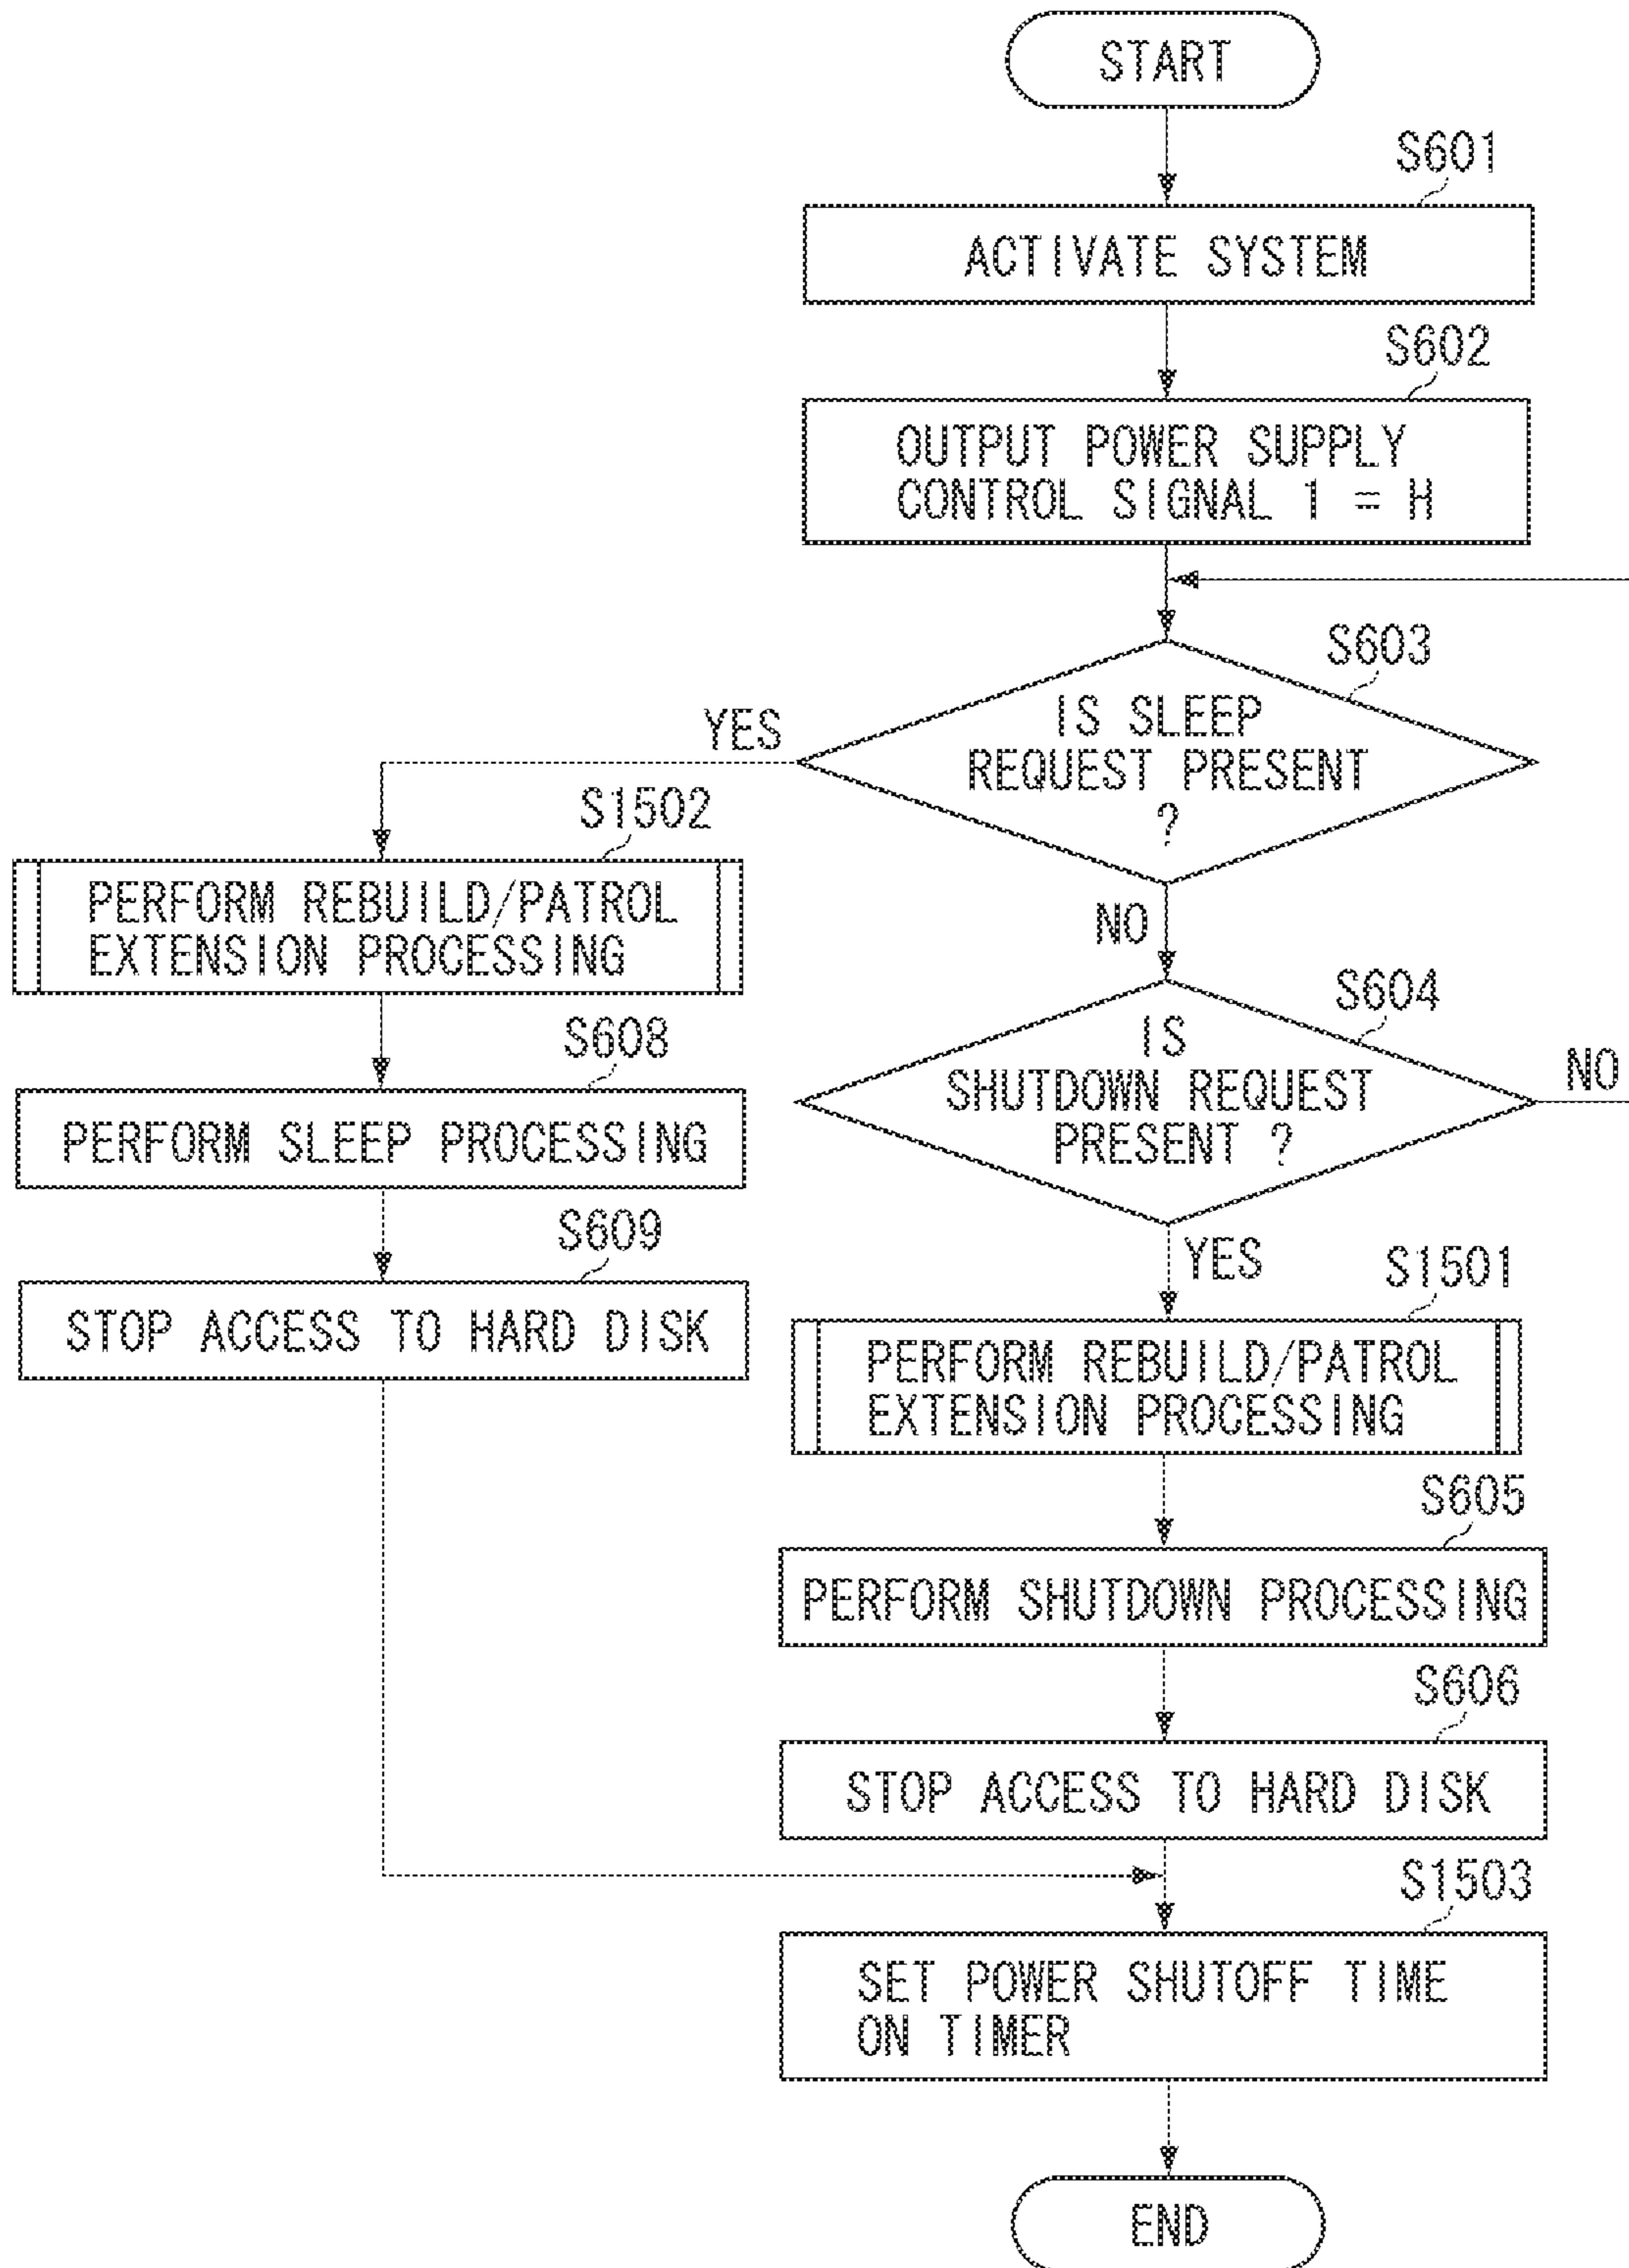 START
S601
ACTIVATE SYSTEM
S602
OUTPUT POWER SUPPLY
CONTROL SIGNAL 1 = H
S603
IS SLEEP
REQUEST PRESENT
?
YES
NO
S1502
PERFORM REBUILD/PATROL
EXTENSION PROCESSING
S608
PERFORM SLEEP PROCESSING
S609
STOP ACCESS TO HARD DISK
S604
IS
SHUTDOWN REQUEST
PRESENT ?
NO
YES
S1501
PERFORM REBUILD/PATROL
EXTENSION PROCESSING
S605
PERFORM SHUTDOWN PROCESSING
S606
STOP ACCESS TO HARD DISK
S1503
SET POWER SHUTOFF TIME
ON TIMER
END